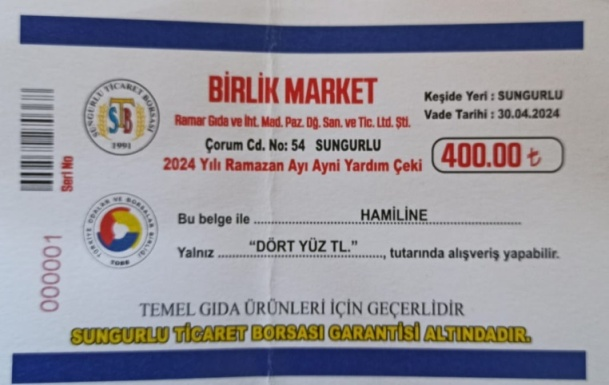 BİRLİK MARKET
Ramar Gıda ve İht. Mad. Paz. Dğ. San. ve Tic. Ltd. Şti.
Çorum Cd. No: 54 SUNGURLU
2024 Yılı Ramazan Ayı Ayni Yardım Çeki
Keşide Yeri : SUNGURLU
Vade Tarihi : 30.04.2024
400.00 ₺
SUNGURLU TİCARET BORSASI
STB
1991
Seri No
000001
TÜRKİYE ODALAR VE BORSALAR BİRLİĞİ
TOBB
Bu belge ile ........ HAMİLİNE ........
Yalnız ........ “DÖRT YÜZ TL.” ........, tutarında alışveriş yapabilir.
TEMEL GIDA ÜRÜNLERİ İÇİN GEÇERLİDİR
SUNGURLU TİCARET BORSASI GARANTİSİ ALTINDADIR.